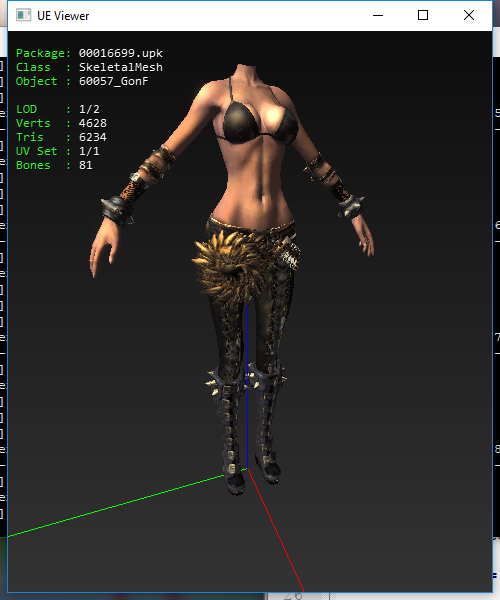 UE Viewer
Package: 00016699.upk
Class : SkeletalMesh
Object : 60057_GonF
LOD : 1/2
Verts : 4628
Tris : 6234
UV Set : 1/1
Bones : 81